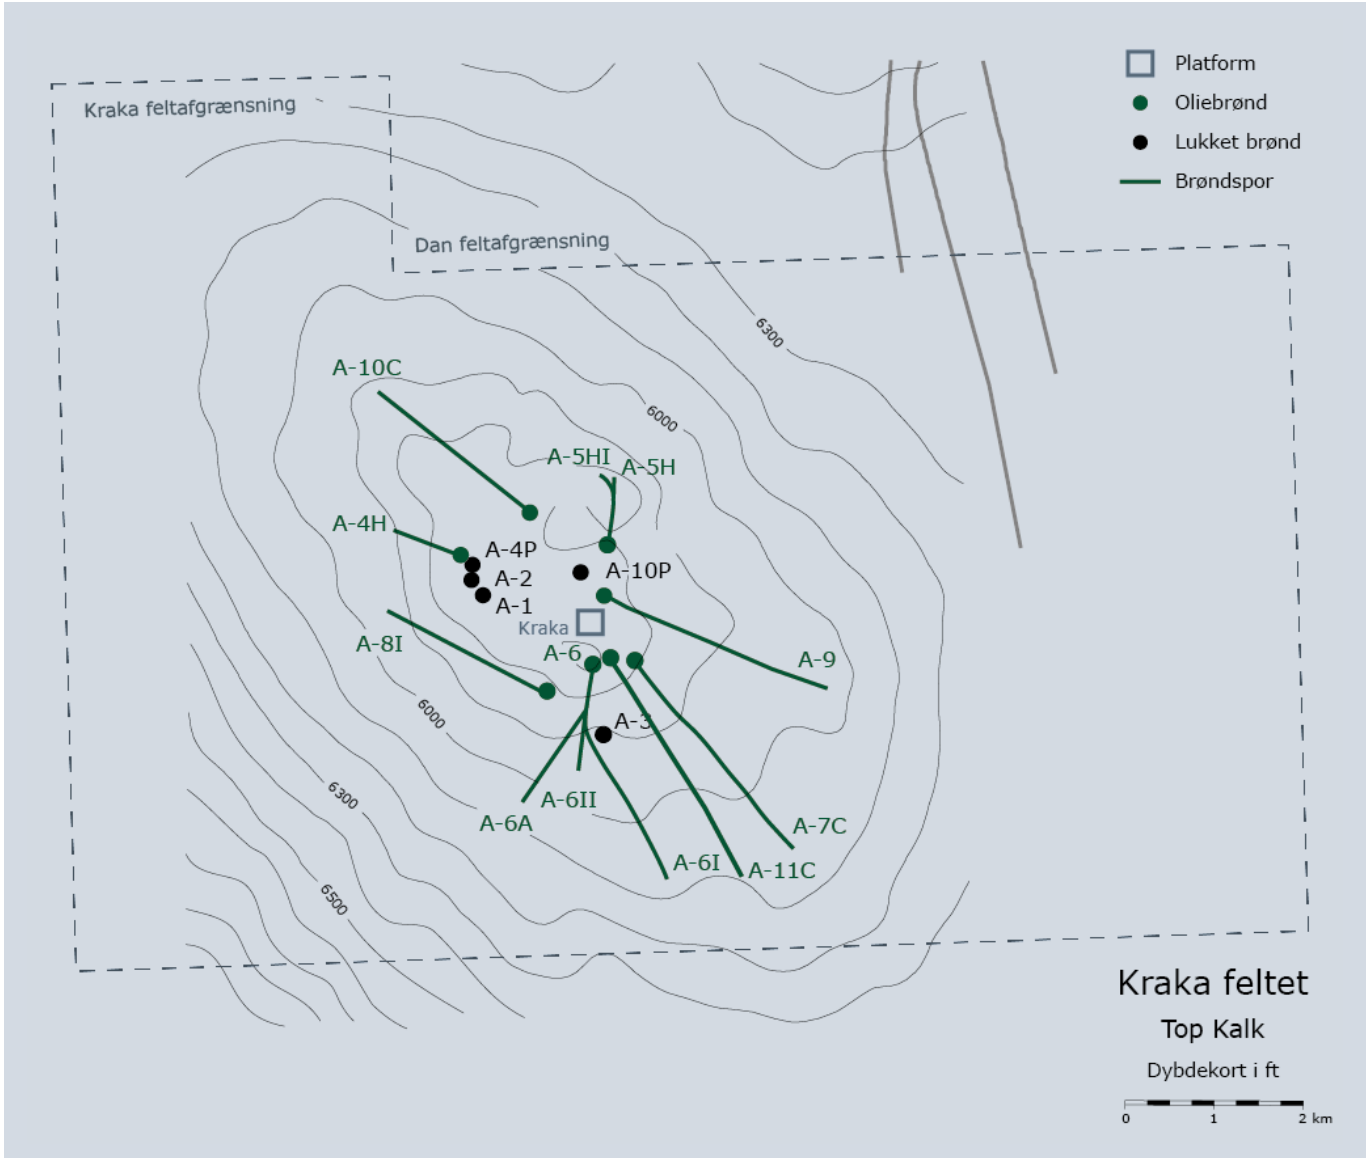 Platform
Kraka feltafgrænsning
Oliebrønd
Lukket brønd
Brøndspor
Dan feltafgrænsning
6300
A-10C
6000
A-5HI
A-5H
A-4H
A-4P
A-10P
A-2
A-1
Kraka
A-8I
A-6
A-9
6000
A-3
6300
A-6II
A-6A
A-7C
A-6I
A-11C
6500
Kraka feltet
Top Kalk
Dybdekort i ft
0 1 2 km